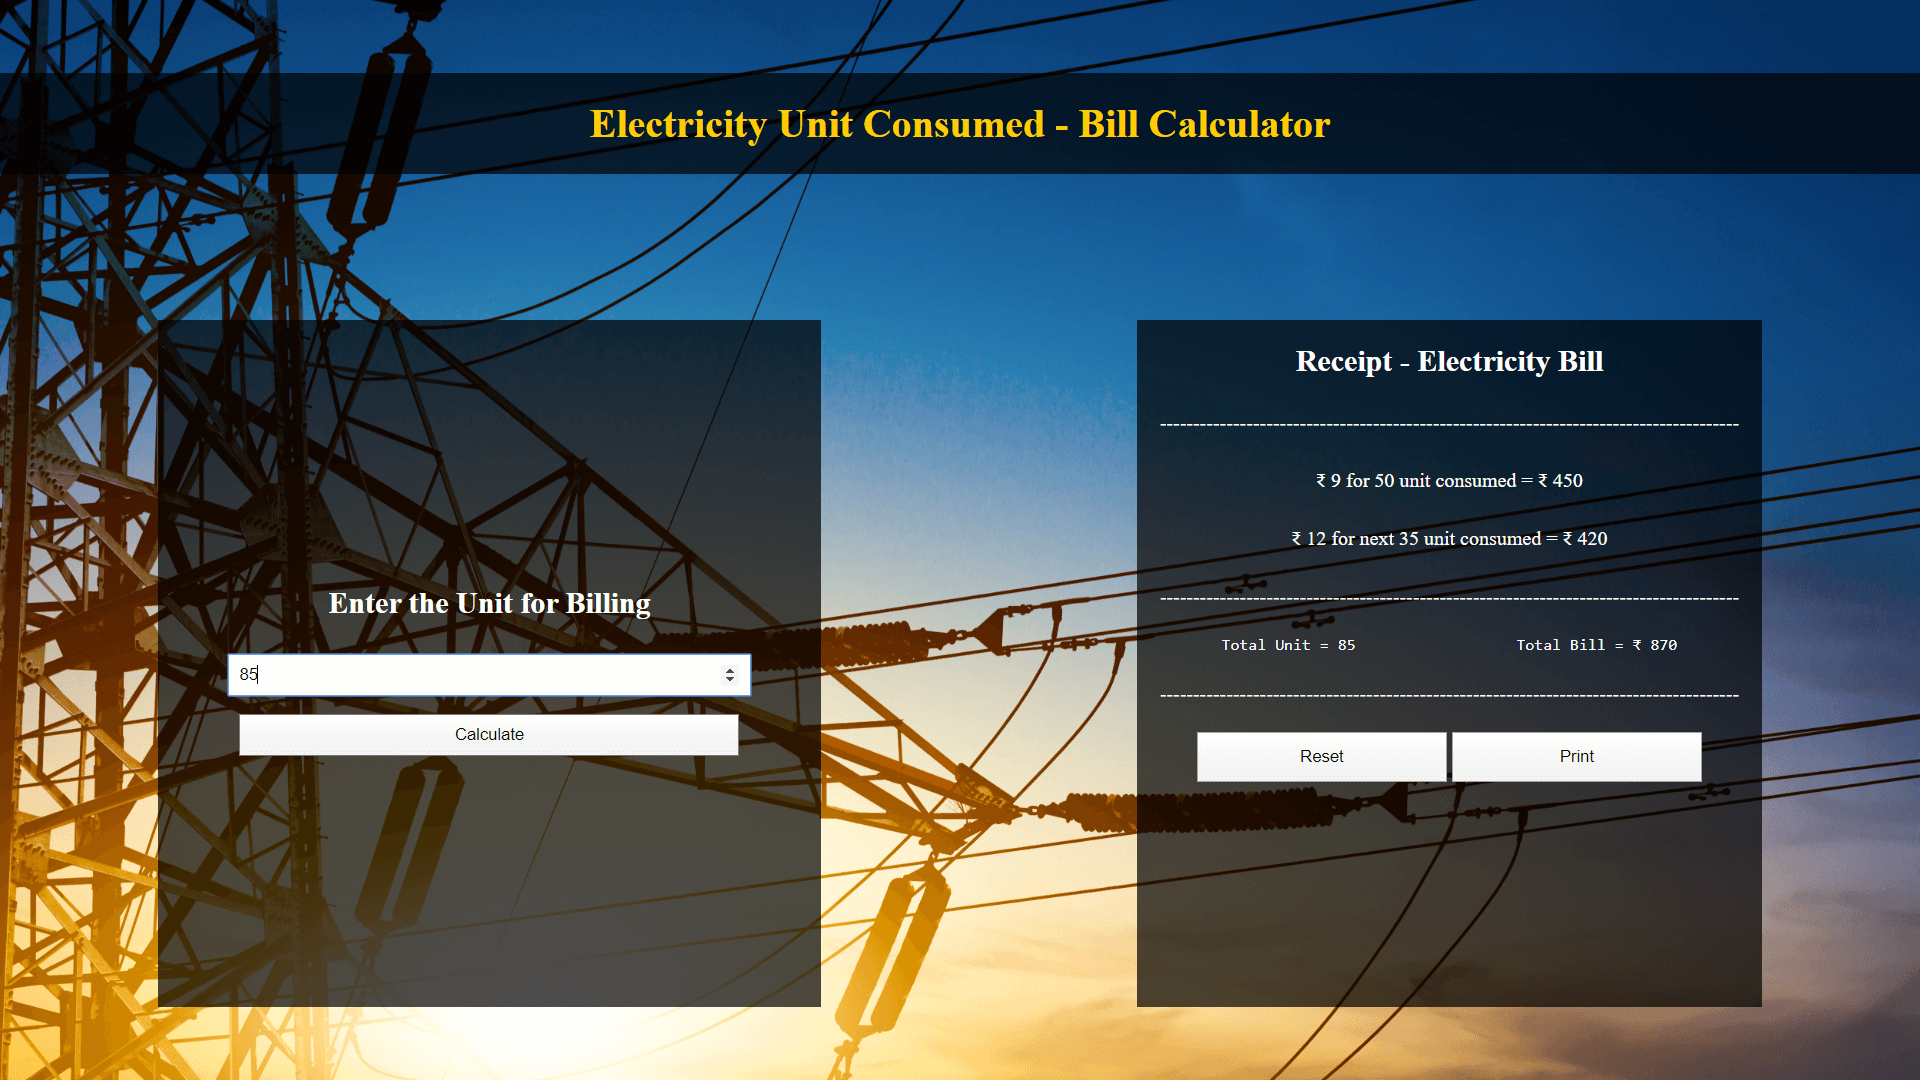 Electricity Unit Consumed - Bill Calculator
Enter the Unit for Billing
85
Calculate
Receipt - Electricity Bill
---------------------------------------------------------------------------------------
₹ 9 for 50 unit consumed = ₹ 450
₹ 12 for next 35 unit consumed = ₹ 420
---------------------------------------------------------------------------------------
Total Unit = 85 Total Bill = ₹ 870
---------------------------------------------------------------------------------------
Reset Print